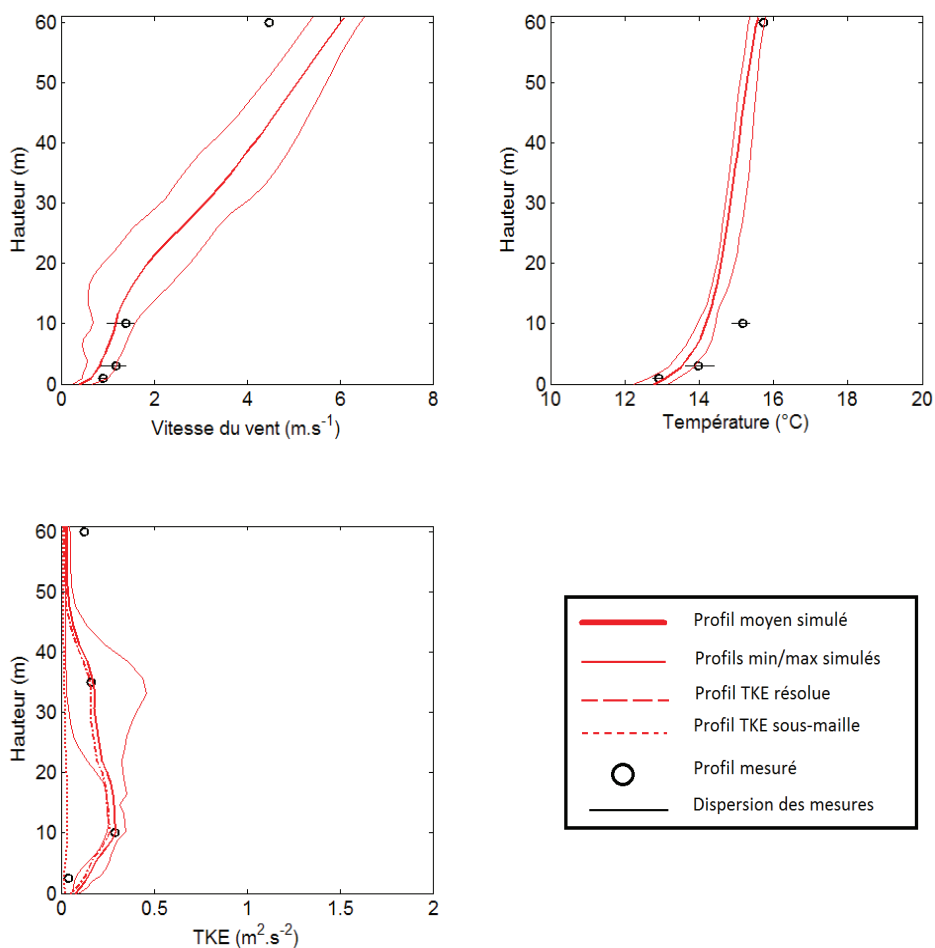 60
50
40
30
20
10
0
Hauteur (m)
0 2 4 6 8
Vitesse du vent (m.s⁻¹)
60
50
40
30
20
10
0
Hauteur (m)
10 12 14 16 18 20
Température (°C)
60
50
40
30
20
10
0
Hauteur (m)
0 0.5 1 1.5 2
TKE (m².s⁻²)
Profil moyen simulé
Profils min/max simulés
Profil TKE résolue
Profil TKE sous-maille
Profil mesuré
Dispersion des mesures